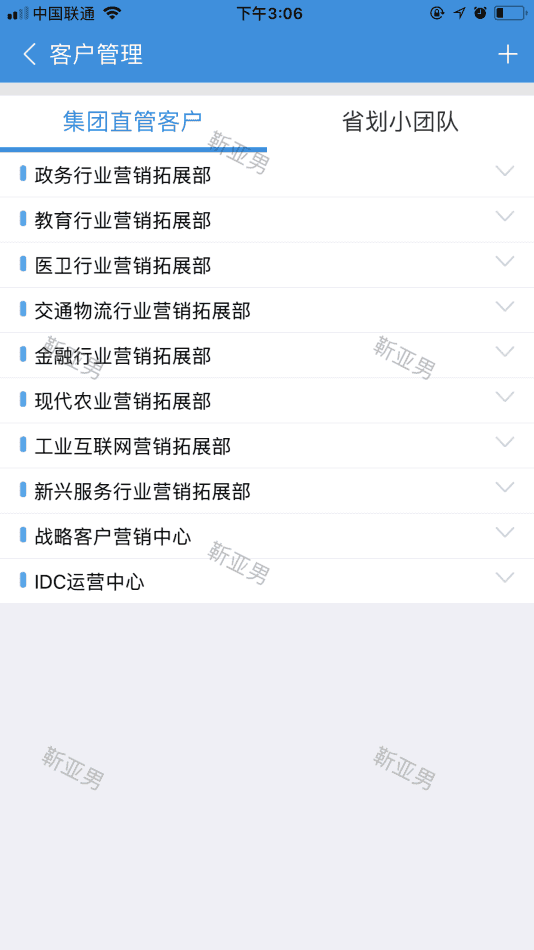 中国联通 下午3:06
客户管理
集团直管客户 省划小团队
政务行业营销拓展部
教育行业营销拓展部
医卫行业营销拓展部
交通物流行业营销拓展部
金融行业营销拓展部
现代农业营销拓展部
工业互联网营销拓展部
新兴服务行业营销拓展部
战略客户营销中心
IDC运营中心
靳亚男
靳亚男
靳亚男
靳亚男
靳亚男
靳亚男